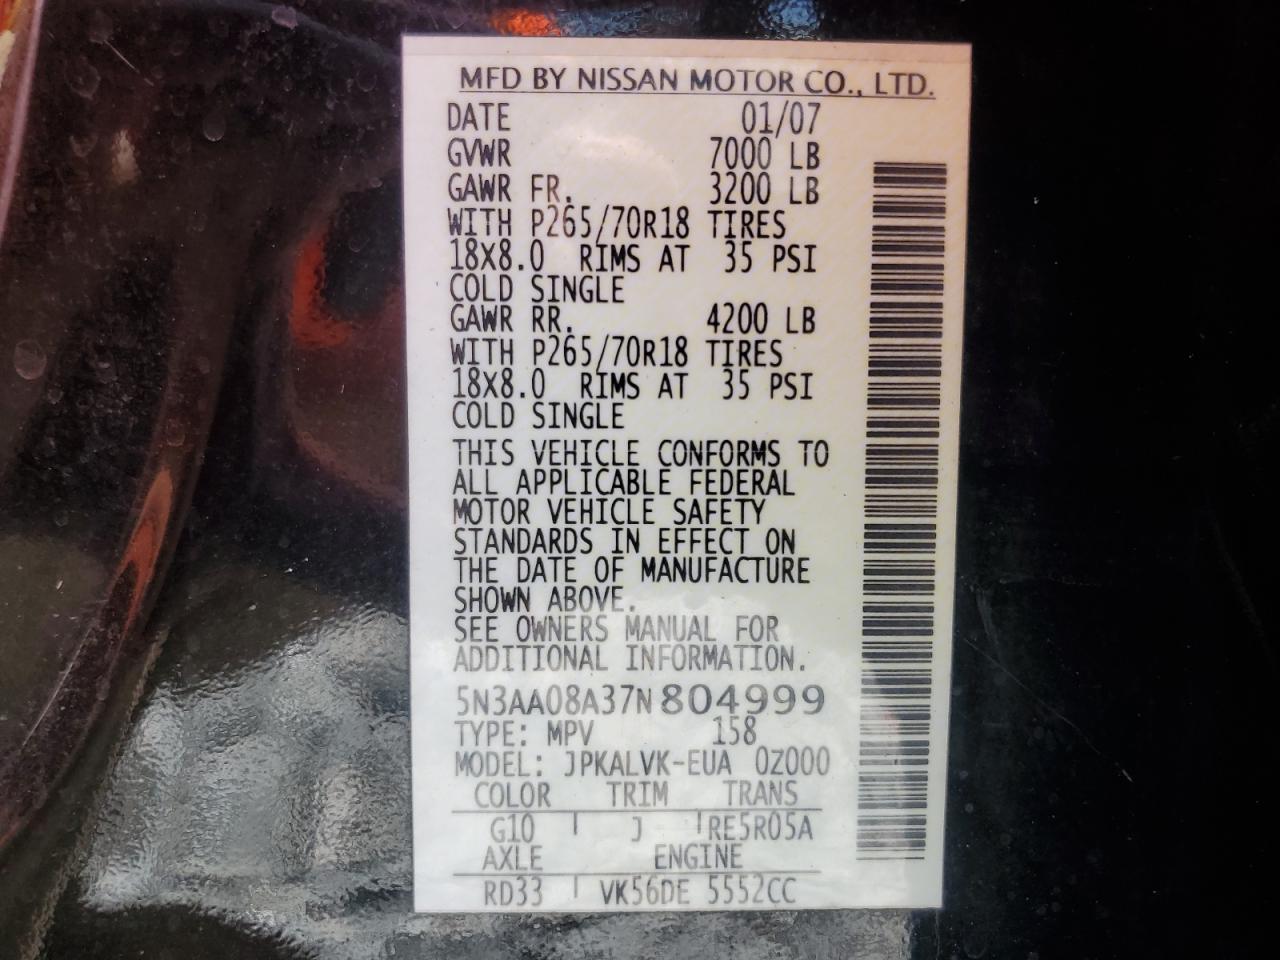 MFD BY NISSAN MOTOR CO., LTD.
DATE 01/07
GVWR 7000 LB
GAWR FR. 3200 LB
WITH P265/70R18 TIRES
18X8.0 RIMS AT 35 PSI
COLD SINGLE
GAWR RR. 4200 LB
WITH P265/70R18 TIRES
18X8.0 RIMS AT 35 PSI
COLD SINGLE
THIS VEHICLE CONFORMS TO
ALL APPLICABLE FEDERAL
MOTOR VEHICLE SAFETY
STANDARDS IN EFFECT ON
THE DATE OF MANUFACTURE
SHOWN ABOVE.
SEE OWNERS MANUAL FOR
ADDITIONAL INFORMATION.
5N3AA08A37N804999
TYPE: MPV 158
MODEL: JPKALVK-EUA 0Z000
COLOR TRIM TRANS
G10 J RE5R05A
AXLE ENGINE
RD33 VK56DE 5552CC